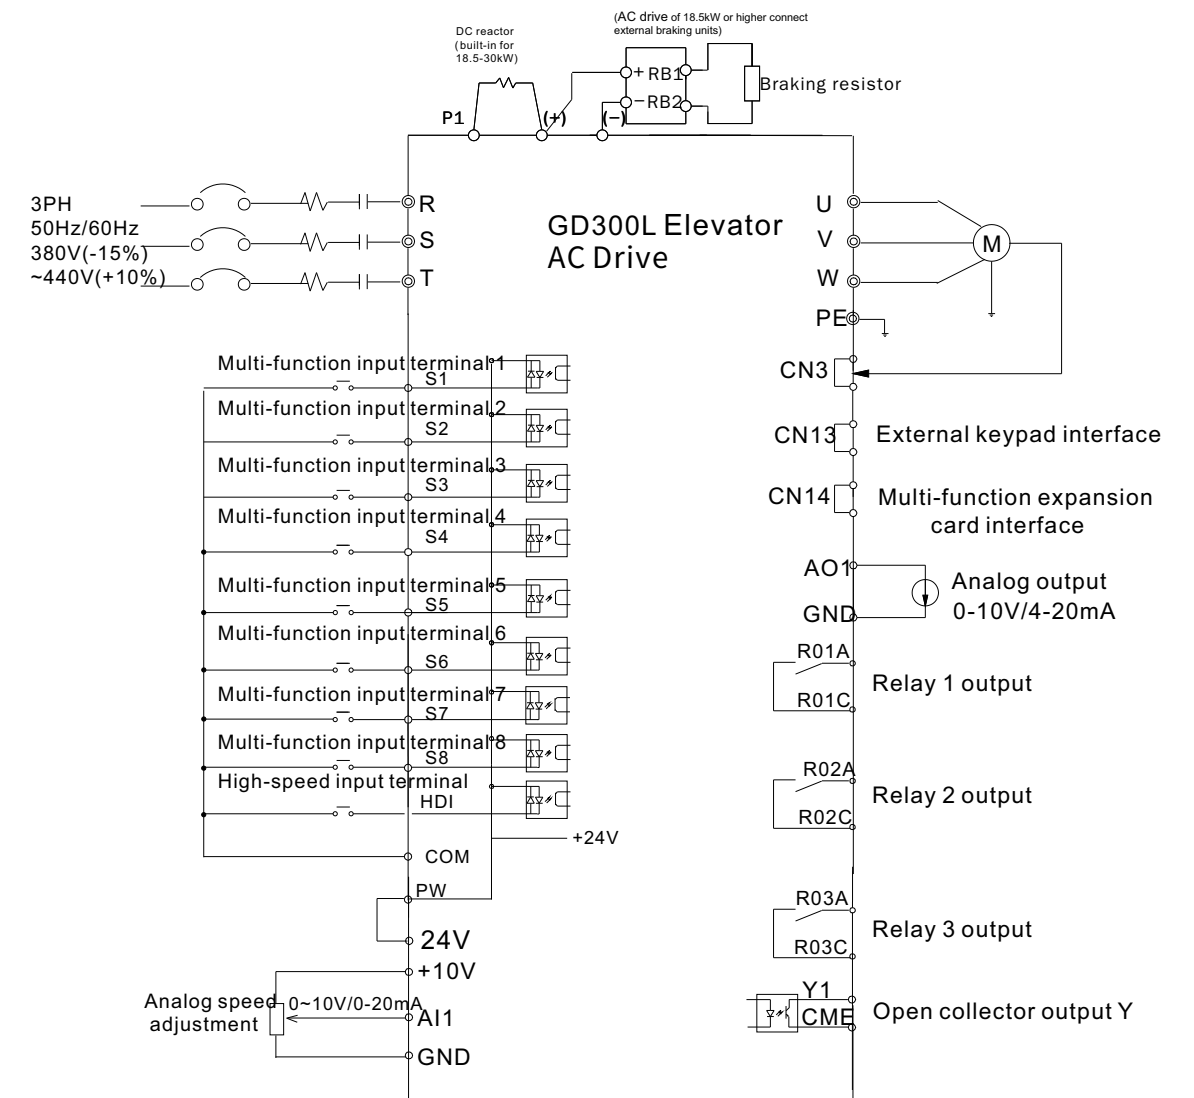 (AC drive of 18.5kW or higher connect
external braking units)
DC reactor
(built-in for
18.5-30kW)
P1
(+)
(-)
+ RB1
- RB2
Braking resistor
3PH
50Hz/60Hz
380V(-15%)
~440V(+10%)
R
S
T
GD300L Elevator
AC Drive
U
V
W
M
PE
CN3
CN13
External keypad interface
CN14
Multi-function expansion
card interface
AO1
GND
Analog output
0-10V/4-20mA
R01A
R01C
Relay 1 output
R02A
R02C
Relay 2 output
R03A
R03C
Relay 3 output
Y1
CME
Open collector output Y
Multi-function input terminal 1
S1
Multi-function input terminal 2
S2
Multi-function input terminal 3
S3
Multi-function input terminal 4
S4
Multi-function input terminal 5
S5
Multi-function input terminal 6
S6
Multi-function input terminal 7
S7
Multi-function input terminal 8
S8
High-speed input terminal
HDI
+24V
COM
PW
24V
+10V
Analog speed
adjustment
0~10V/0-20mA
AI1
GND